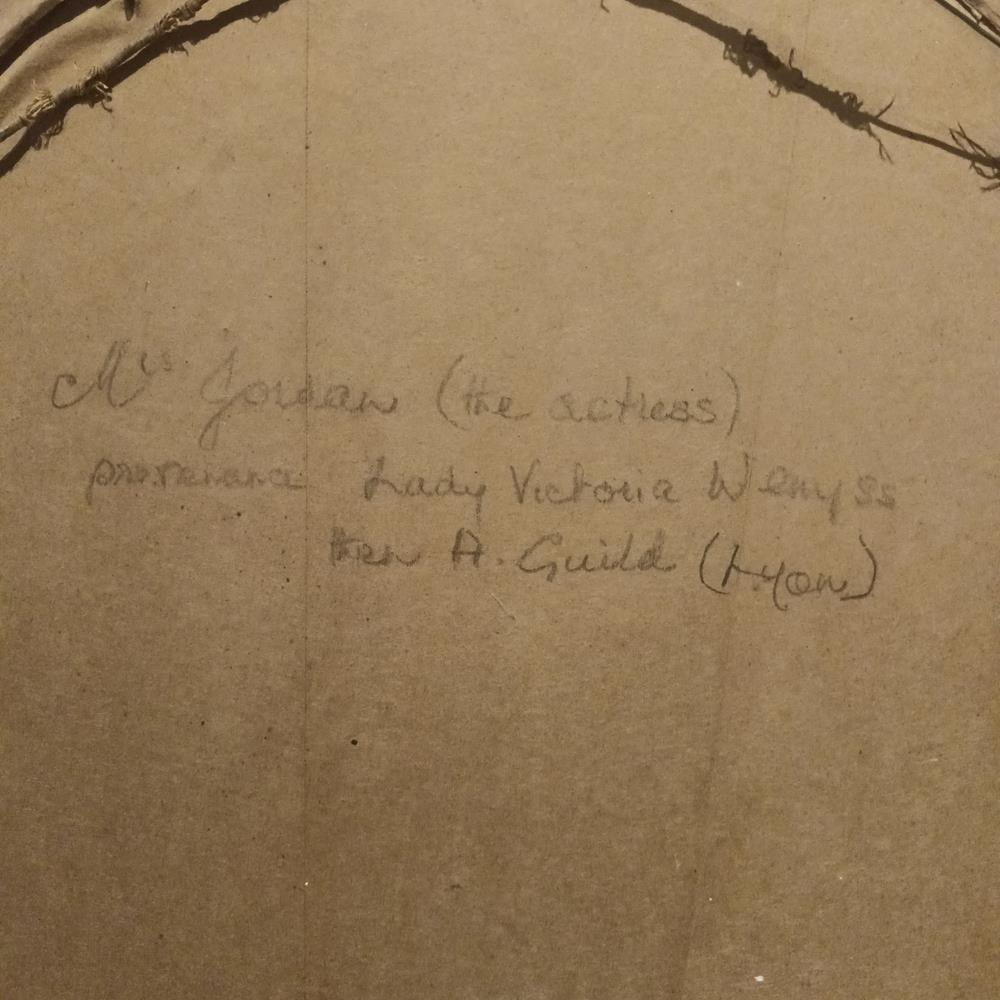 Mrs Jordan (the actress)
provenance Lady Victoria Wemyss
then A. Guild (Lyon)